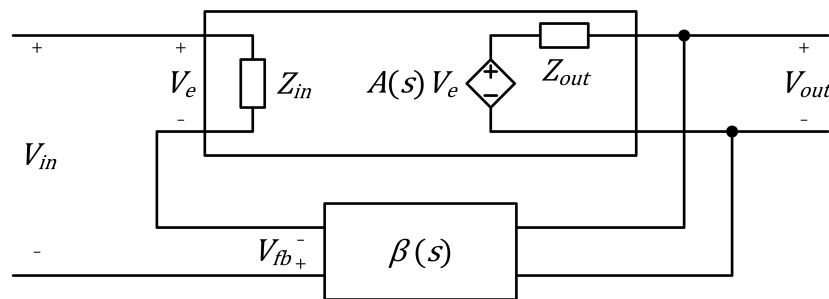 + + +
V_e Z_in A(s) V_e + − Z_out V_out
- -
V_in
- V_fb - + β(s)